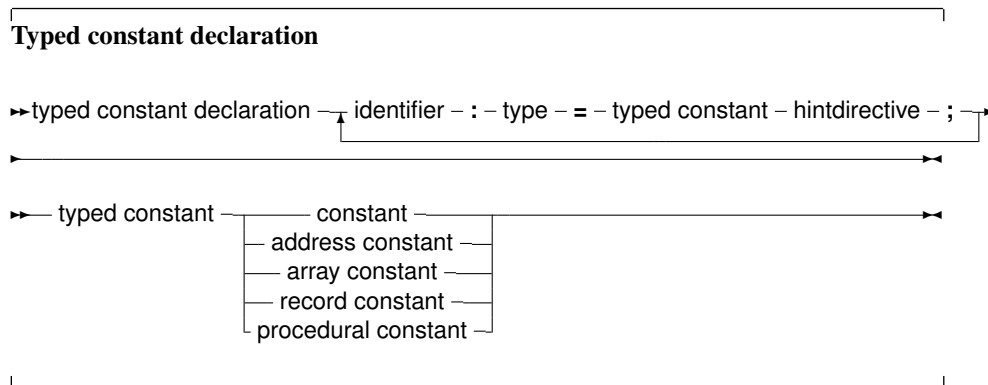 Typed constant declaration
typed constant declaration identifier : type = typed constant hintdirective ;
typed constant constant
address constant
array constant
record constant
procedural constant